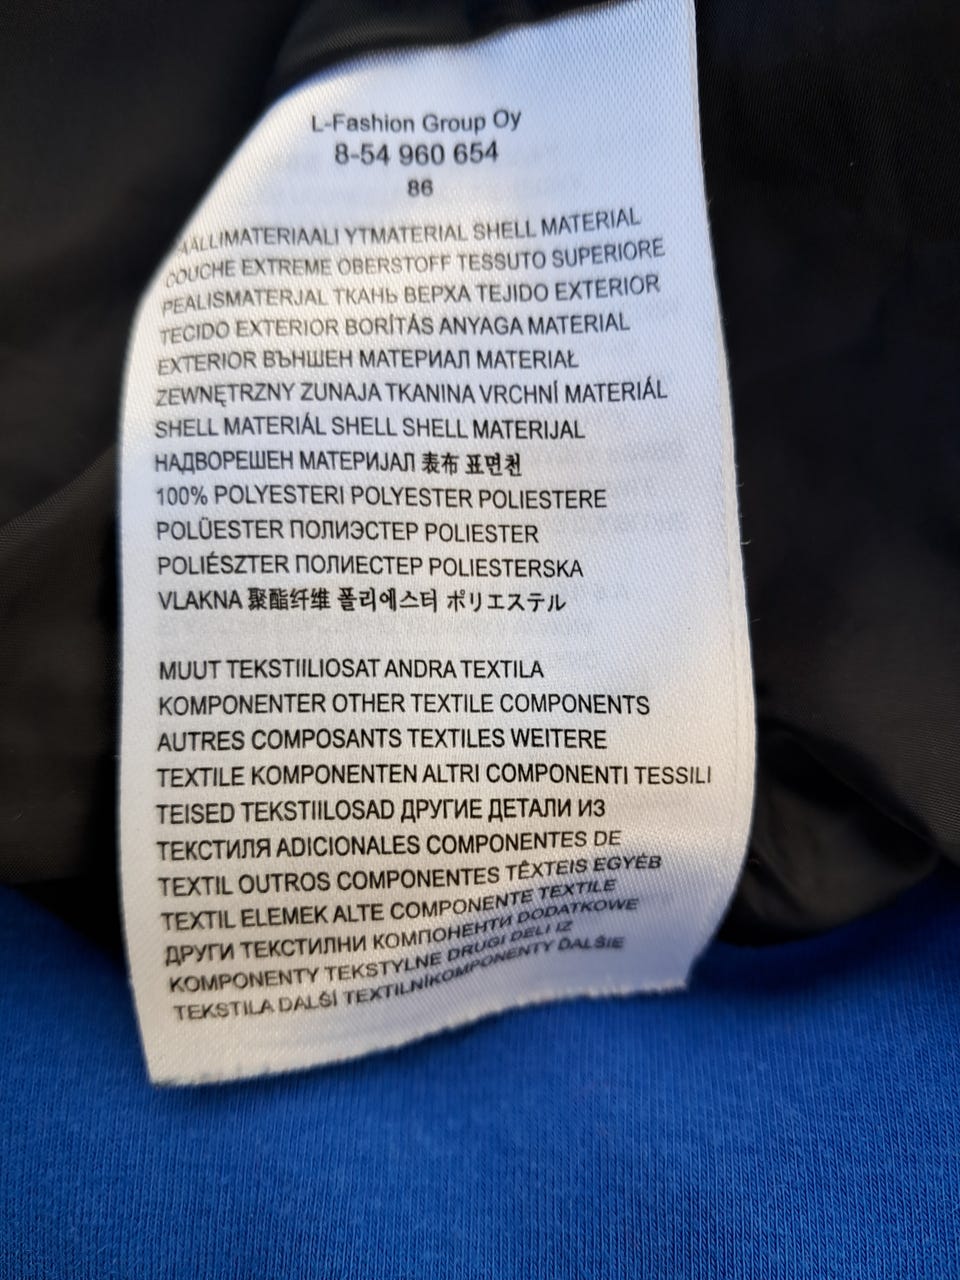 L-Fashion Group Oy
8-54 960 654
86
PÄÄLLIMATERIAALI YTMATERIAL SHELL MATERIAL
COUCHE EXTREME OBERSTOFF TESSUTO SUPERIORE
PEALISMATERJAL ТКАНЬ ВЕРХА TEJIDO EXTERIOR
TECIDO EXTERIOR BORÍTÁS ANYAGA MATERIAL
EXTERIOR ВЪНШЕН МАТЕРИАЛ MATERIAŁ
ZEWNĘTRZNY ZUNAJA TKANINA VRCHNÍ MATERIÁL
SHELL MATERIÁL SHELL SHELL MATERIJAL
НАДВОРЕШЕН МАТЕРИЈАЛ 表布 표면천
100% POLYESTERI POLYESTER POLIESTERE
POLÜESTER ПОЛИЭСТЕР POLIESTER
POLIÉSZTER ПОЛИЕСТЕР POLIESTERSKA
VLAKNA 聚酯纤维 폴리에스터 ポリエステル
MUUT TEKSTIILIOSAT ANDRA TEXTILA
KOMPONENTER OTHER TEXTILE COMPONENTS
AUTRES COMPOSANTS TEXTILES WEITERE
TEXTILE KOMPONENTEN ALTRI COMPONENTI TESSILI
TEISED TEKSTIILOSAD ДРУГИЕ ДЕТАЛИ ИЗ
ТЕКСТИЛЯ ADICIONALES COMPONENTES DE
TEXTIL OUTROS COMPONENTES TÊXTEIS EGYÉB
TEXTIL ELEMEK ALTE COMPONENTE TEXTILE
ДРУГИ ТЕКСТИЛНИ КОМПОНЕНТИ DODATKOWE
KOMPONENTY TEKSTYLNE DRUGI DELI IZ
TEKSTILA DALŠÍ TEXTILNÍKOMPONENTY ĎALŠIE